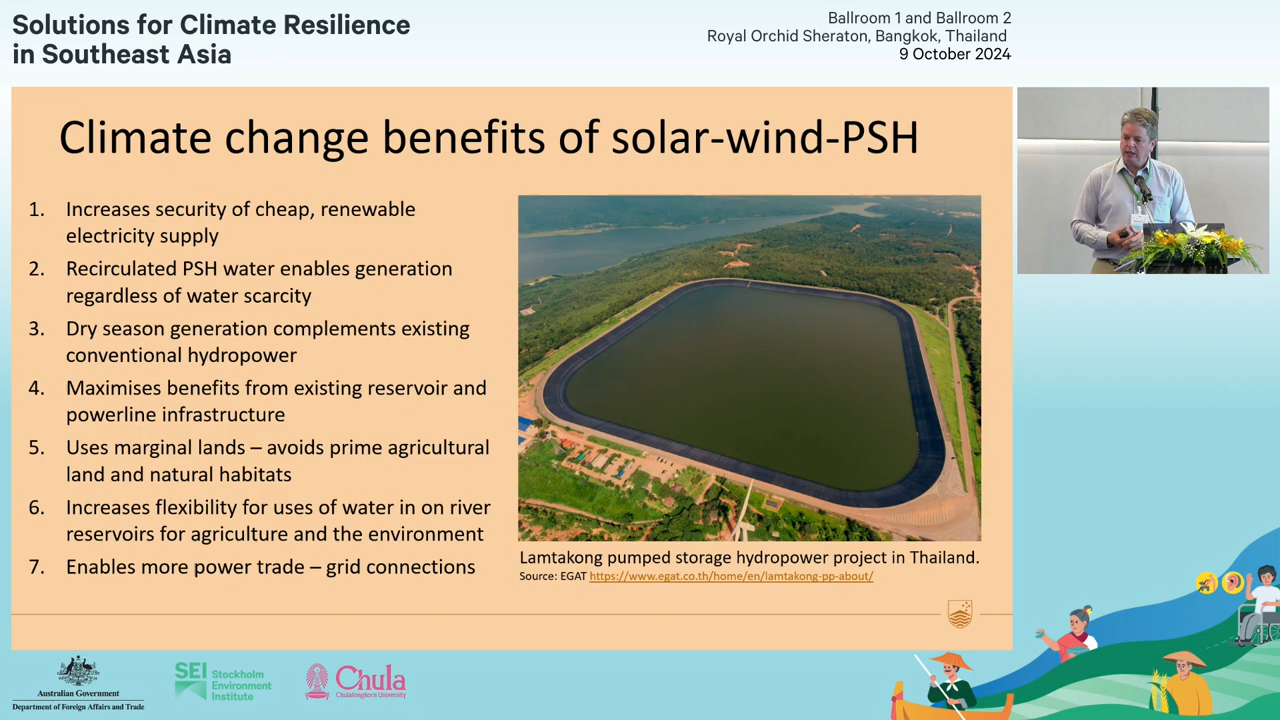 Solutions for Climate Resilience
in Southeast Asia
Ballroom 1 and Ballroom 2
Royal Orchid Sheraton, Bangkok, Thailand
9 October 2024
Climate change benefits of solar-wind-PSH
1. Increases security of cheap, renewable
electricity supply
2. Recirculated PSH water enables generation
regardless of water scarcity
3. Dry season generation complements existing
conventional hydropower
4. Maximises benefits from existing reservoir and
powerline infrastructure
5. Uses marginal lands – avoids prime agricultural
land and natural habitats
6. Increases flexibility for uses of water in on river
reservoirs for agriculture and the environment
7. Enables more power trade – grid connections
Lamtakong pumped storage hydropower project in Thailand.
Source: EGAT https://www.egat.co.th/home/en/lamtakong-pp-about/
Australian Government
Department of Foreign Affairs and Trade
SEI Stockholm
Environment
Institute
Chula
Chulalongkorn University